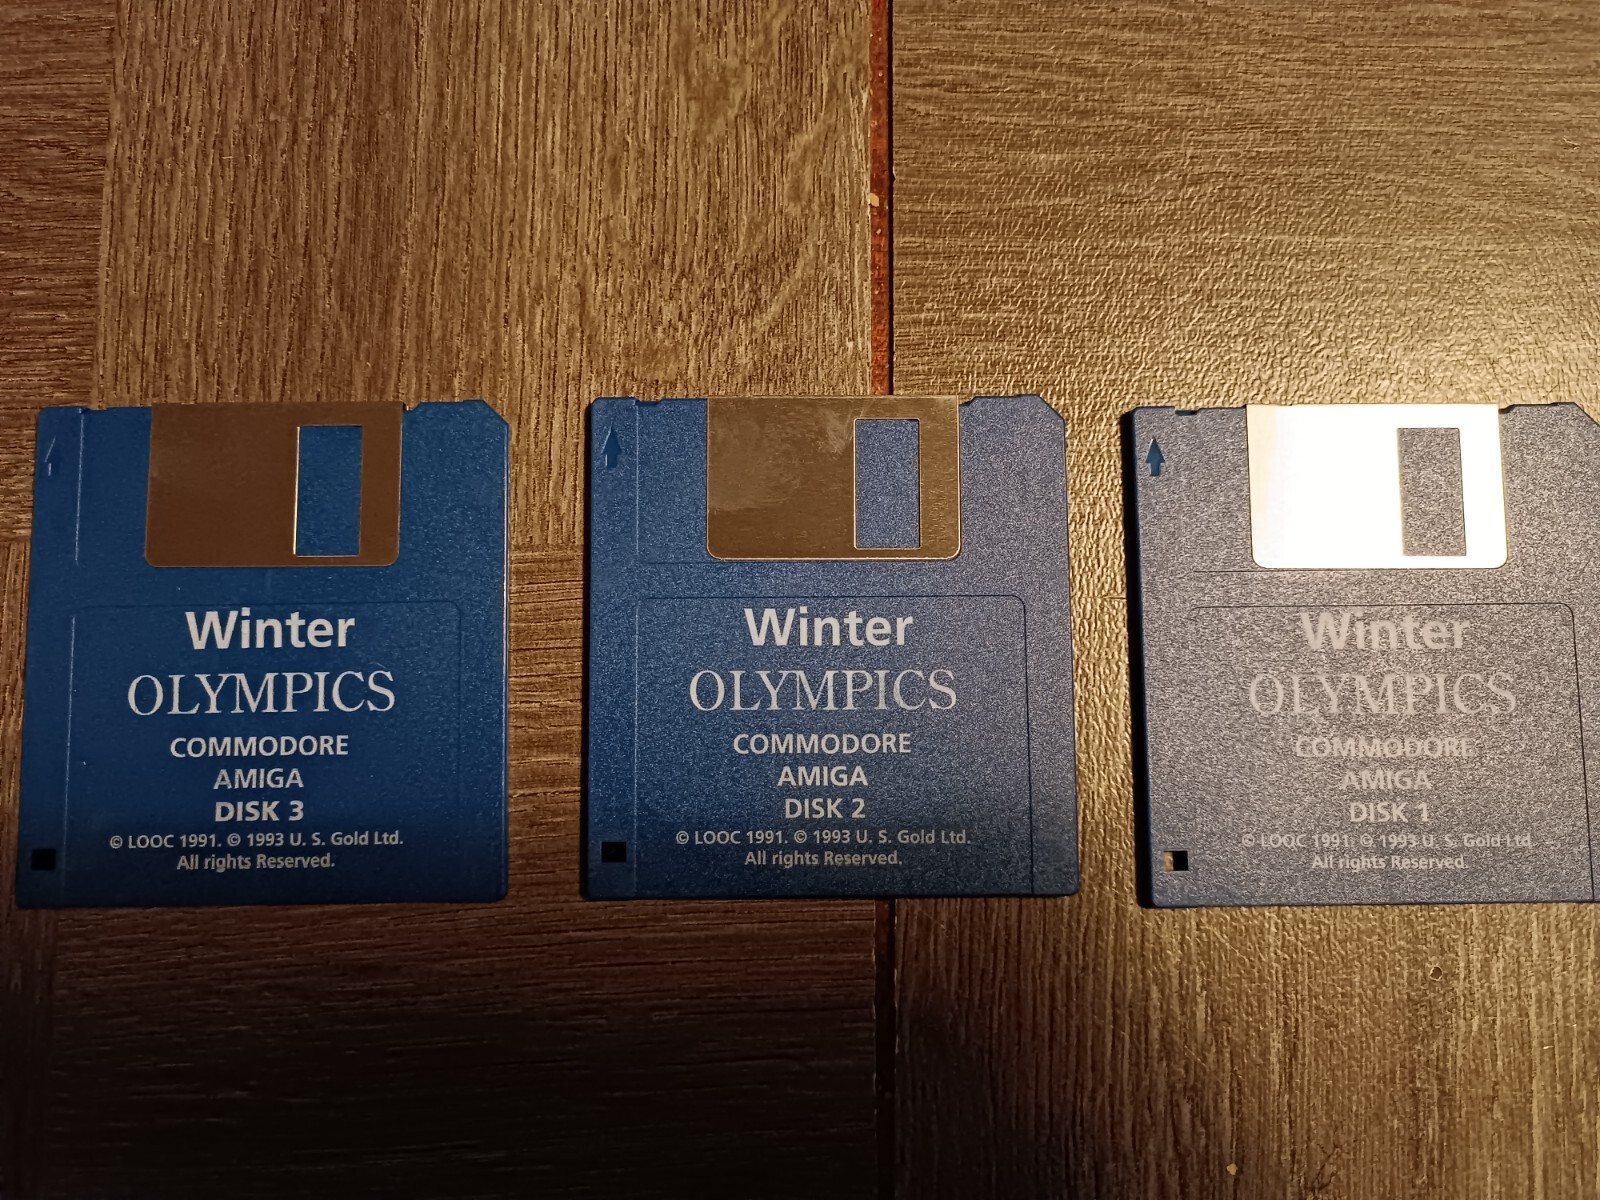 Winter
OLYMPICS
COMMODORE
AMIGA
DISK 3
© LOOC 1991. © 1993 U. S. Gold Ltd.
All rights Reserved.
Winter
OLYMPICS
COMMODORE
AMIGA
DISK 2
© LOOC 1991. © 1993 U. S. Gold Ltd.
All rights Reserved.
Winter
OLYMPICS
COMMODORE
AMIGA
DISK 1
© LOOC 1991. © 1993 U. S. Gold Ltd.
All rights Reserved.